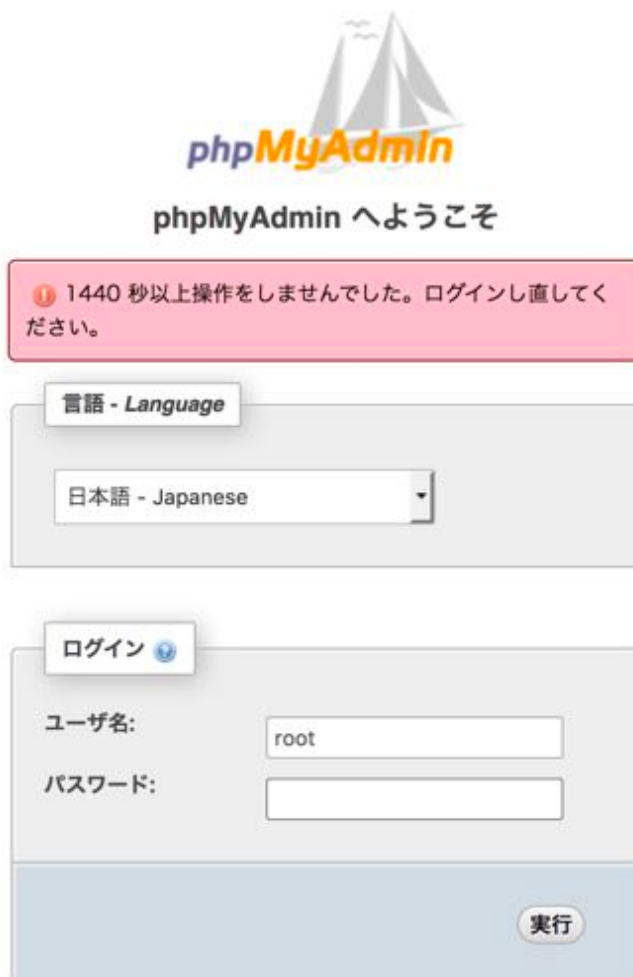 phpMyAdmin
phpMyAdmin へようこそ
1440 秒以上操作をしませんでした。ログインし直してく
ださい。
言語 - Language
日本語 - Japanese
ログイン
ユーザ名:
root
パスワード:
実行